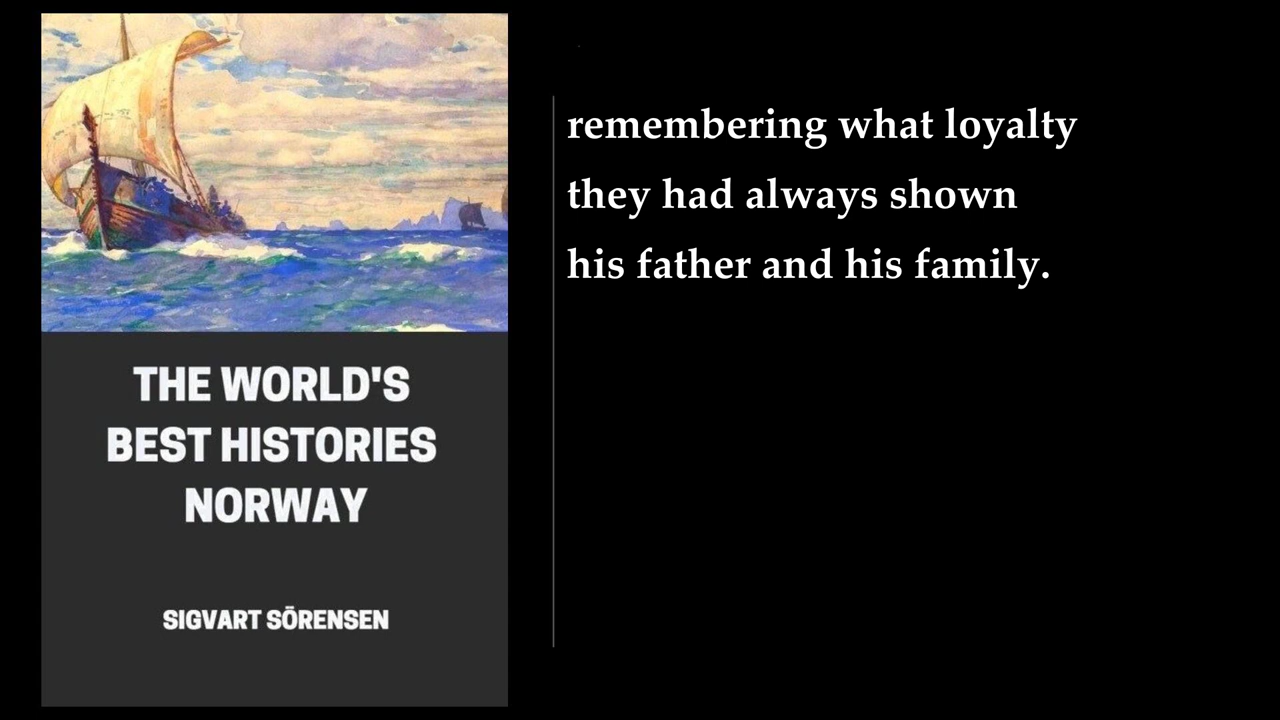 THE WORLD'S
BEST HISTORIES
NORWAY
SIGVART SÖRENSEN
remembering what loyalty
they had always shown
his father and his family.